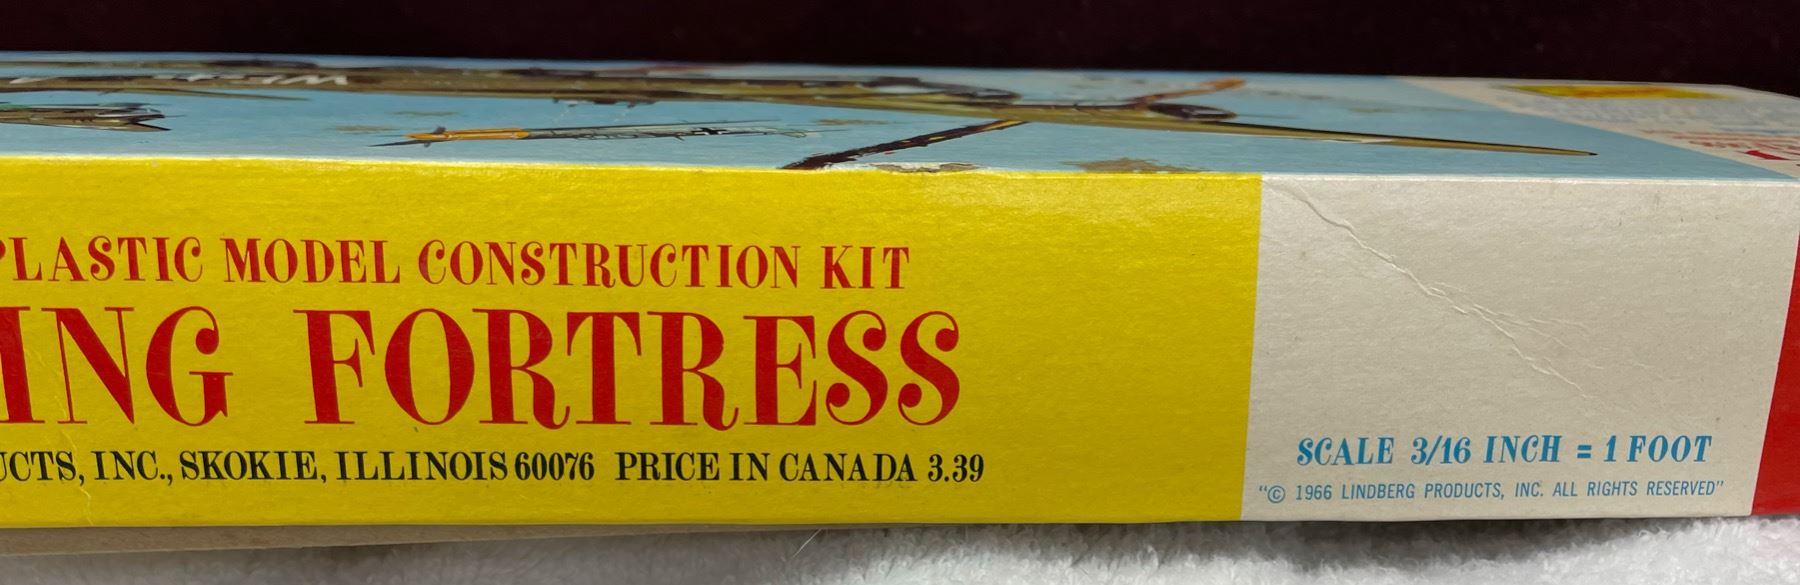 PLASTIC MODEL CONSTRUCTION KIT
ING FORTRESS
UCTS, INC., SKOKIE, ILLINOIS 60076 PRICE IN CANADA 3.39
SCALE 3/16 INCH = 1 FOOT
"© 1966 LINDBERG PRODUCTS, INC. ALL RIGHTS RESERVED"